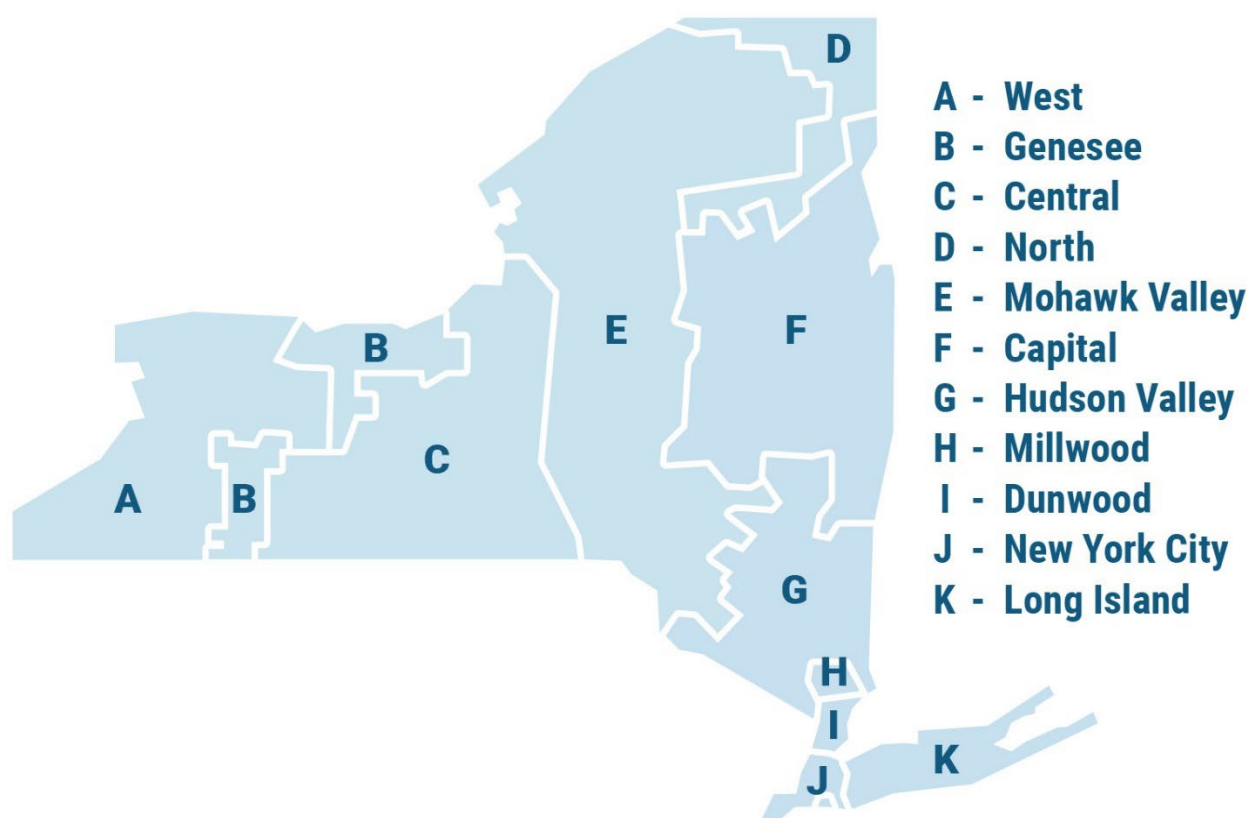 D
A - West
B - Genesee
C - Central
D - North
E - Mohawk Valley
F - Capital
G - Hudson Valley
H - Millwood
I - Dunwood
J - New York City
K - Long Island
B
E
F
C
A
B
G
H
I
J
K